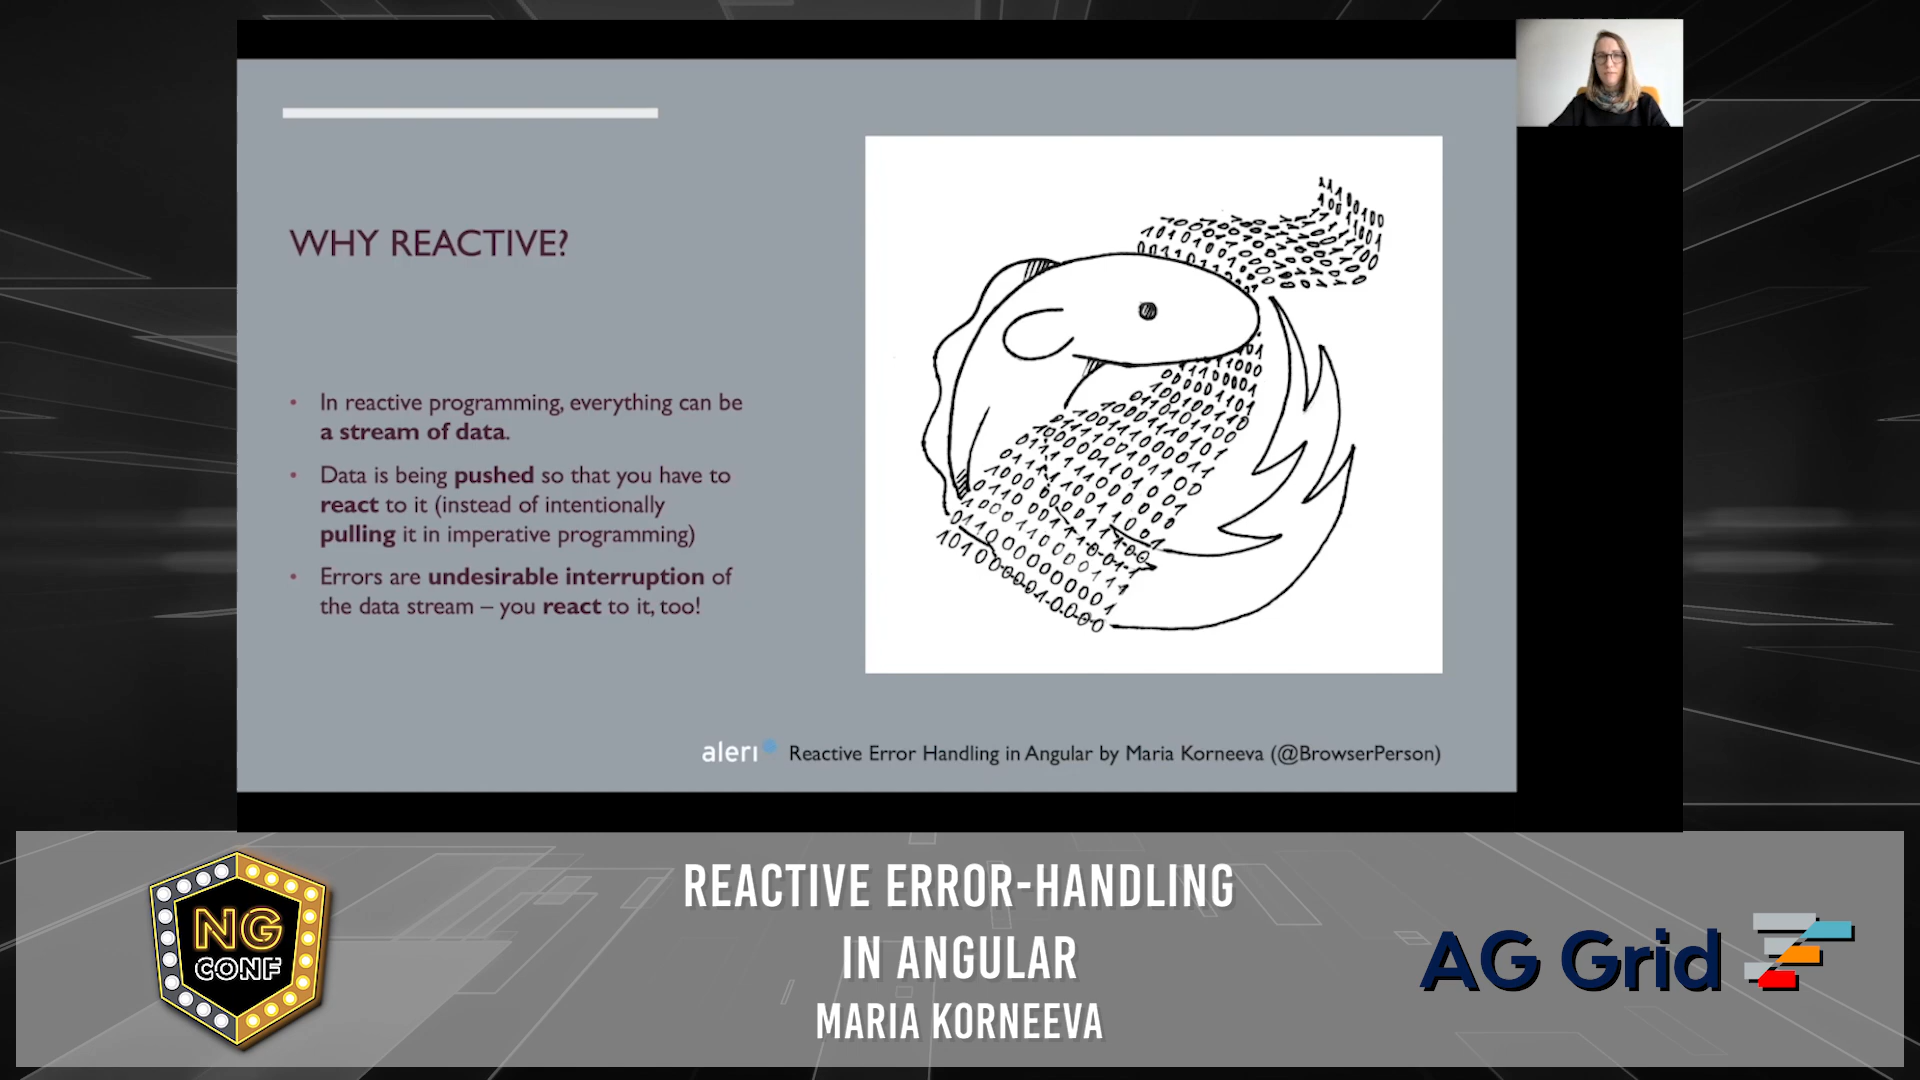 WHY REACTIVE?
• In reactive programming, everything can be
a stream of data.
• Data is being pushed so that you have to
react to it (instead of intentionally
pulling it in imperative programming)
• Errors are undesirable interruption of
the data stream – you react to it, too!
aleri Reactive Error Handling in Angular by Maria Korneeva (@BrowserPerson)
NG
CONF
REACTIVE ERROR-HANDLING
IN ANGULAR
MARIA KORNEEVA
AG Grid